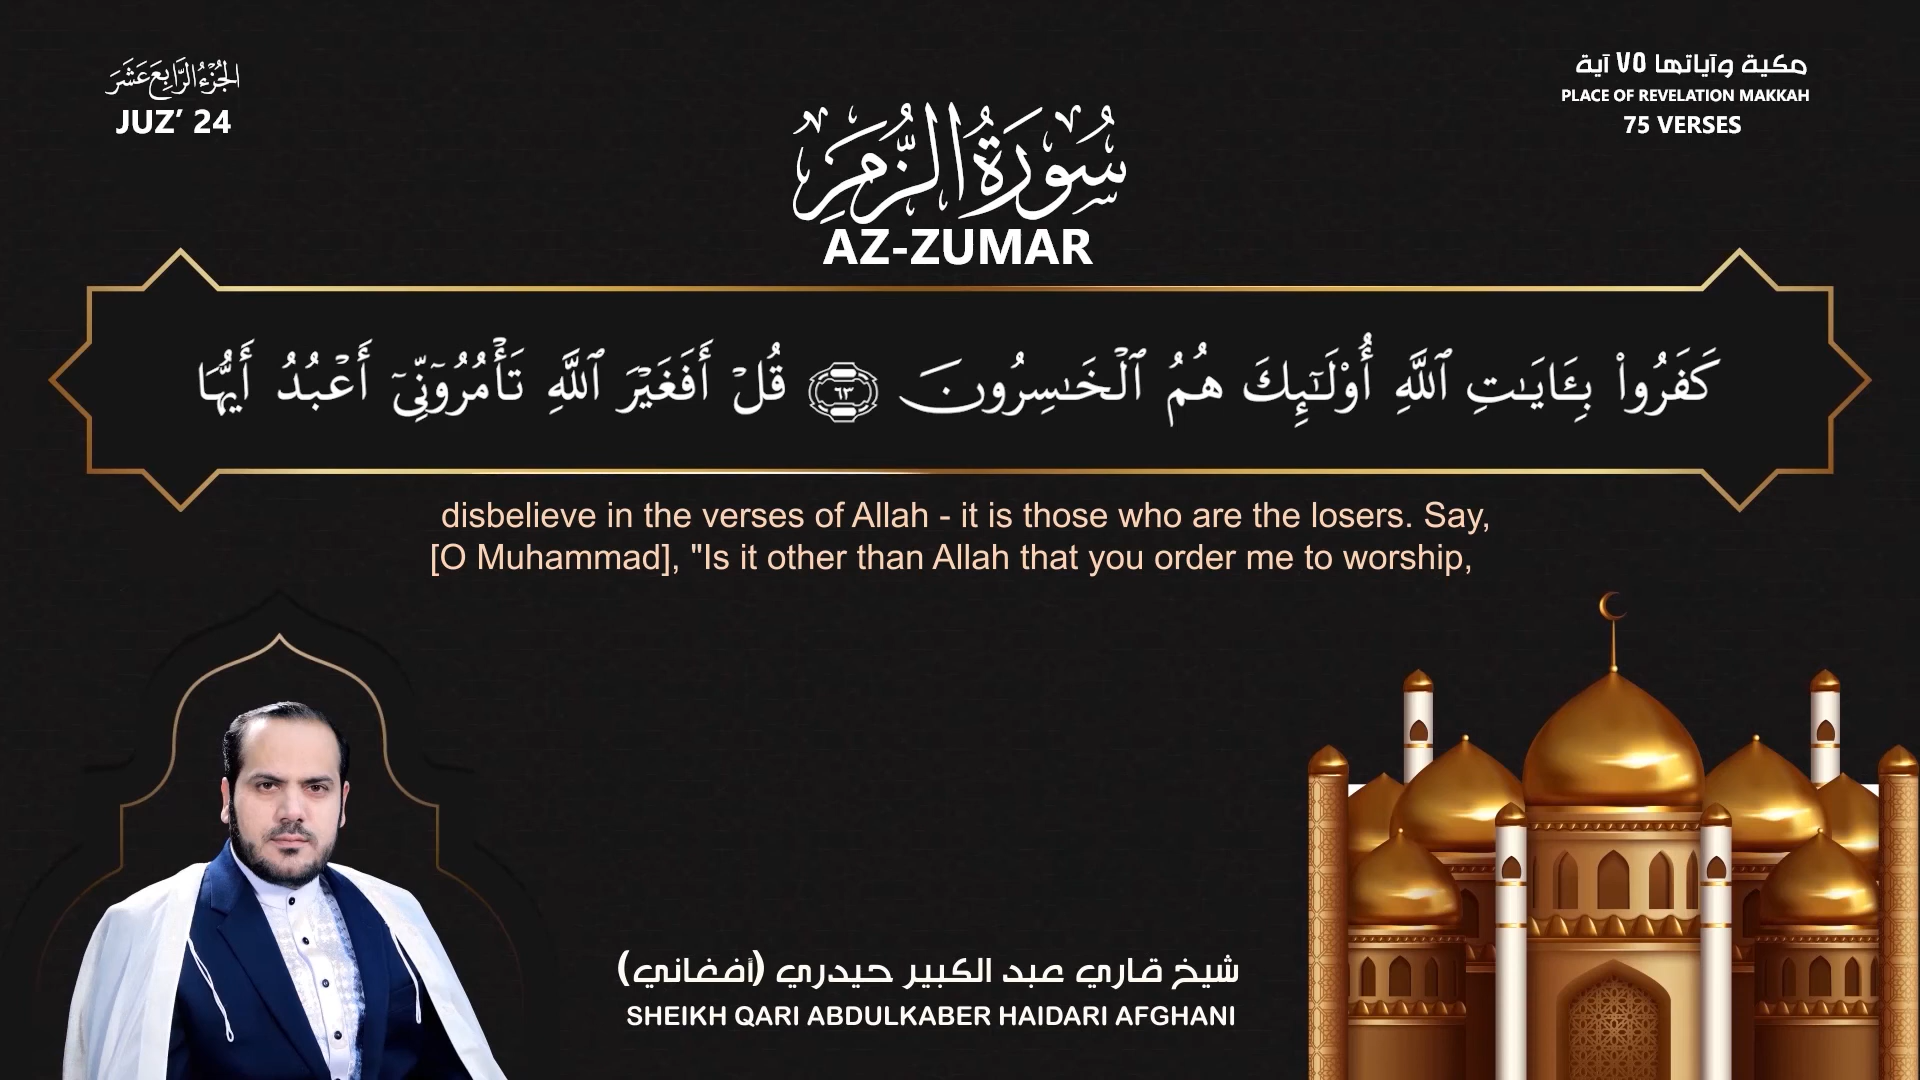 الجُزْءُ الرَّابِعَ عَشَرَ
JUZ’ 24
مكية وآياتها ٧٥ آية
PLACE OF REVELATION MAKKAH
75 VERSES
سُورَةُ الزُّمَرِ
AZ-ZUMAR
كَفَرُوا۟ بِـَٔايَـٰتِ ٱللَّهِ أُو۟لَـٰٓئِكَ هُمُ ٱلْخَـٰسِرُونَ ٦٣ قُلْ أَفَغَيْرَ ٱللَّهِ تَأْمُرُوٓنِّىٓ أَعْبُدُ أَيُّهَا
disbelieve in the verses of Allah - it is those who are the losers. Say,
[O Muhammad], "Is it other than Allah that you order me to worship,
شيخ قاري عبد الكبير حيدري (أفغاني)
SHEIKH QARI ABDULKABER HAIDARI AFGHANI